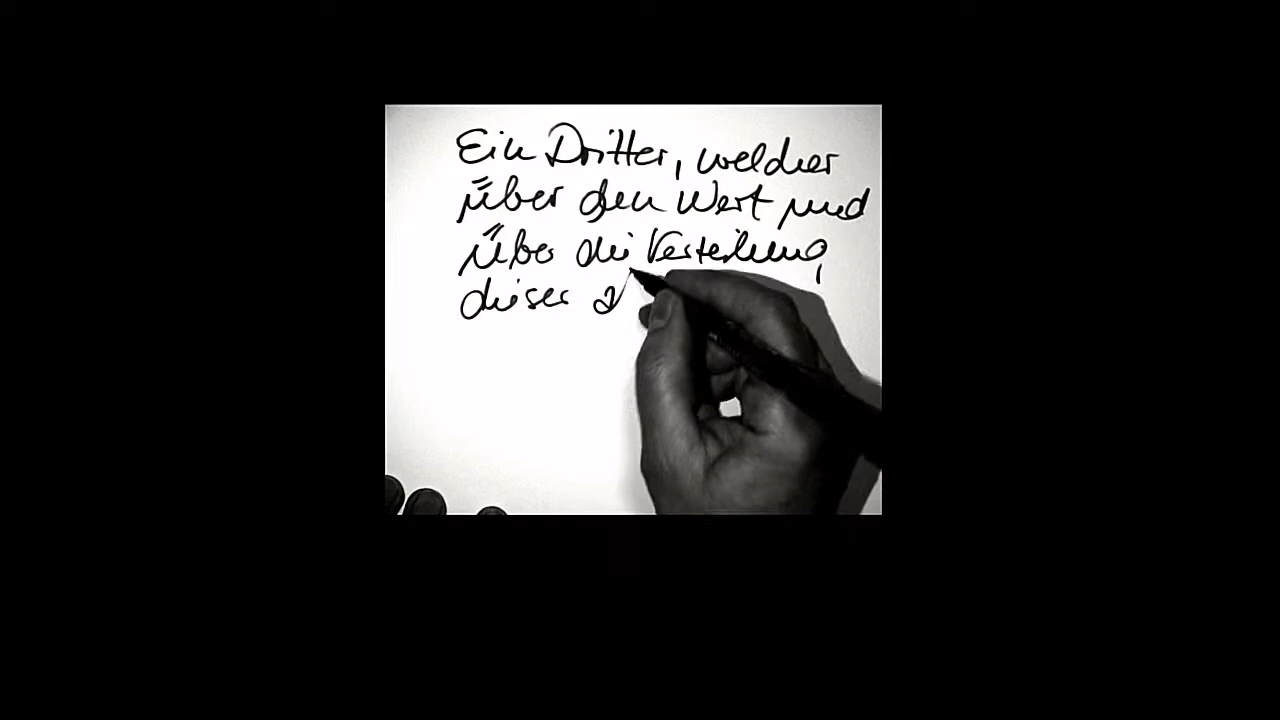 Ein Dritter, welcher
über den Wert und
über die Verteilung
dieser